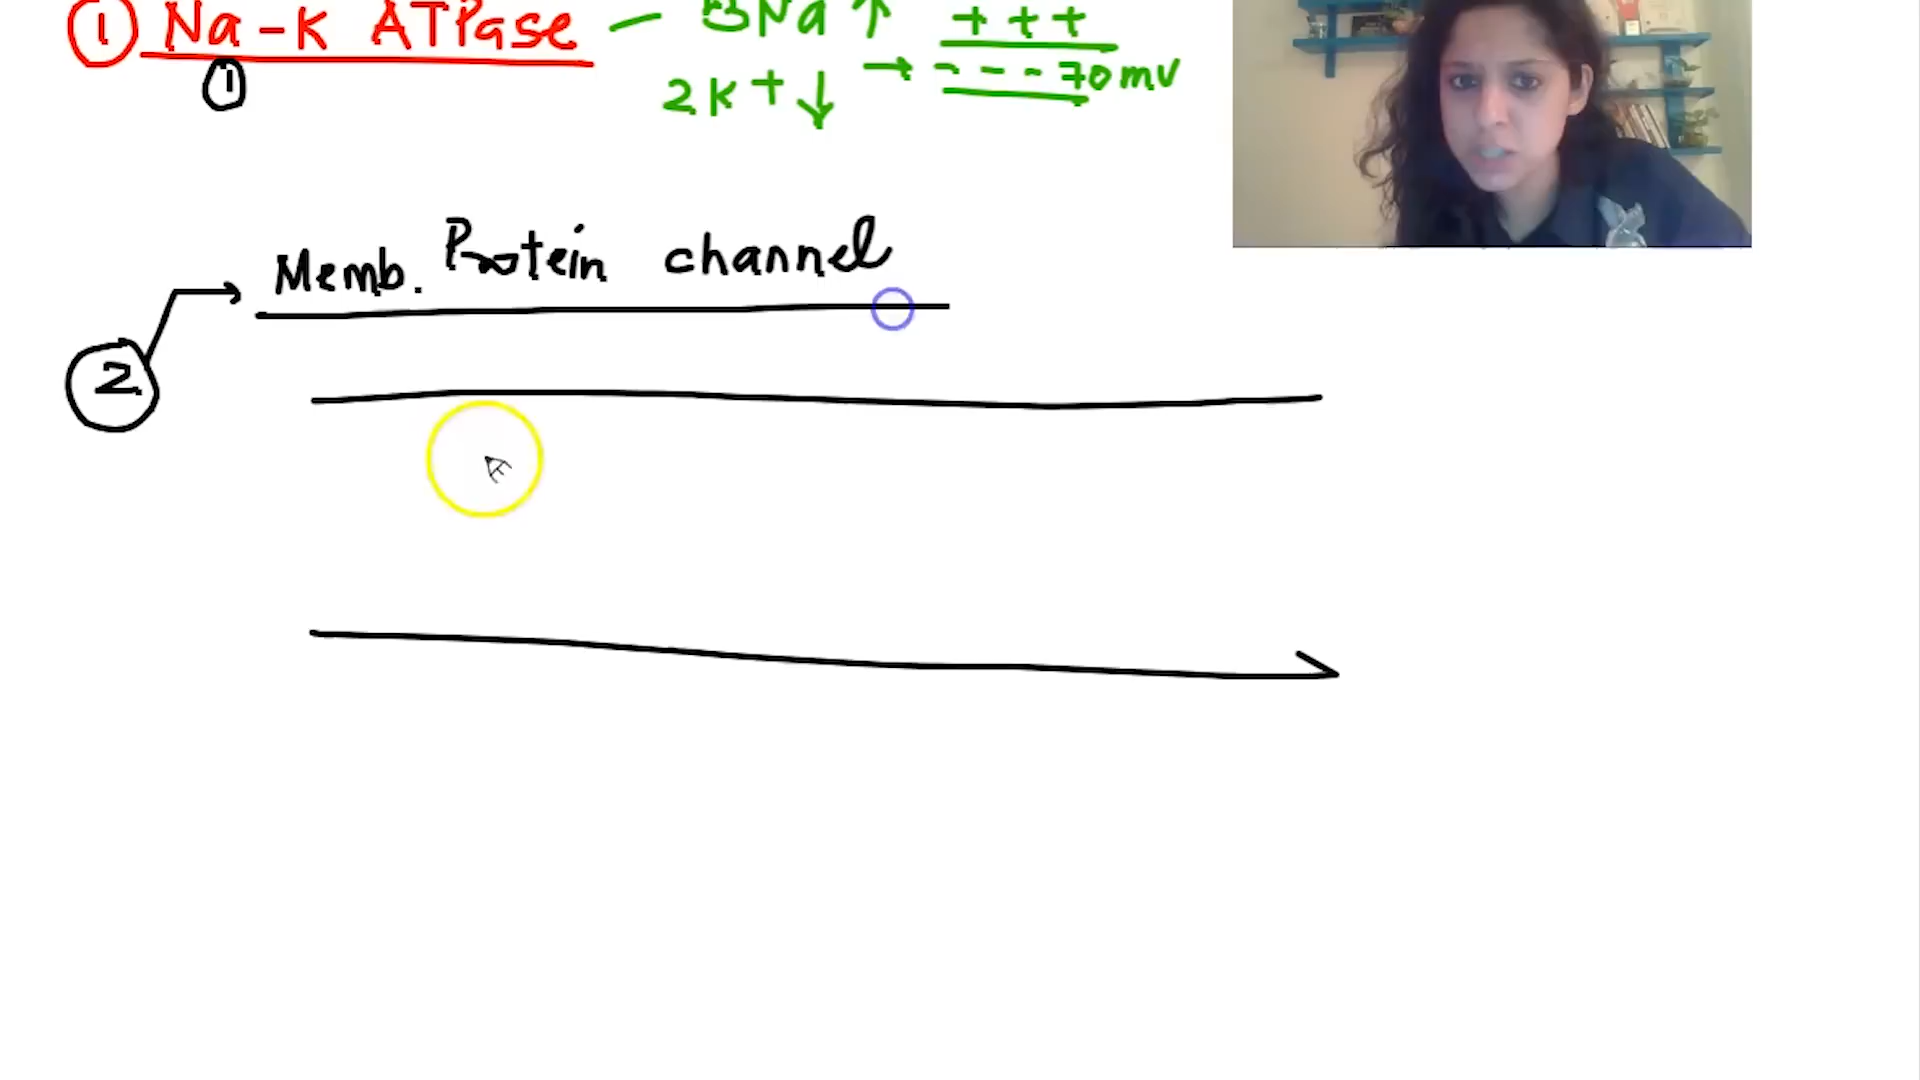 ① Na-K ATPase - 3Na ↑ + + +
① 2K+ ↓ → - - - 70mV
Memb. Protein channel
②